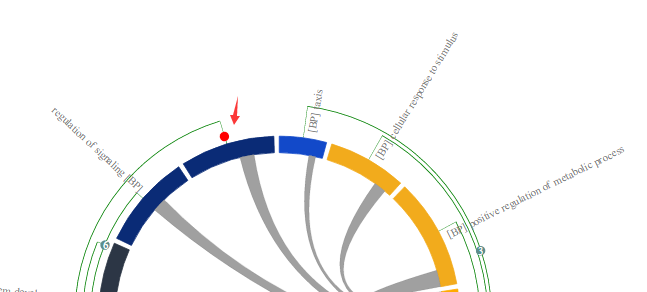 regulation of signaling [BP]
[BP] taxis
[BP] cellular response to stimulus
[BP] positive regulation of metabolic process
6
3